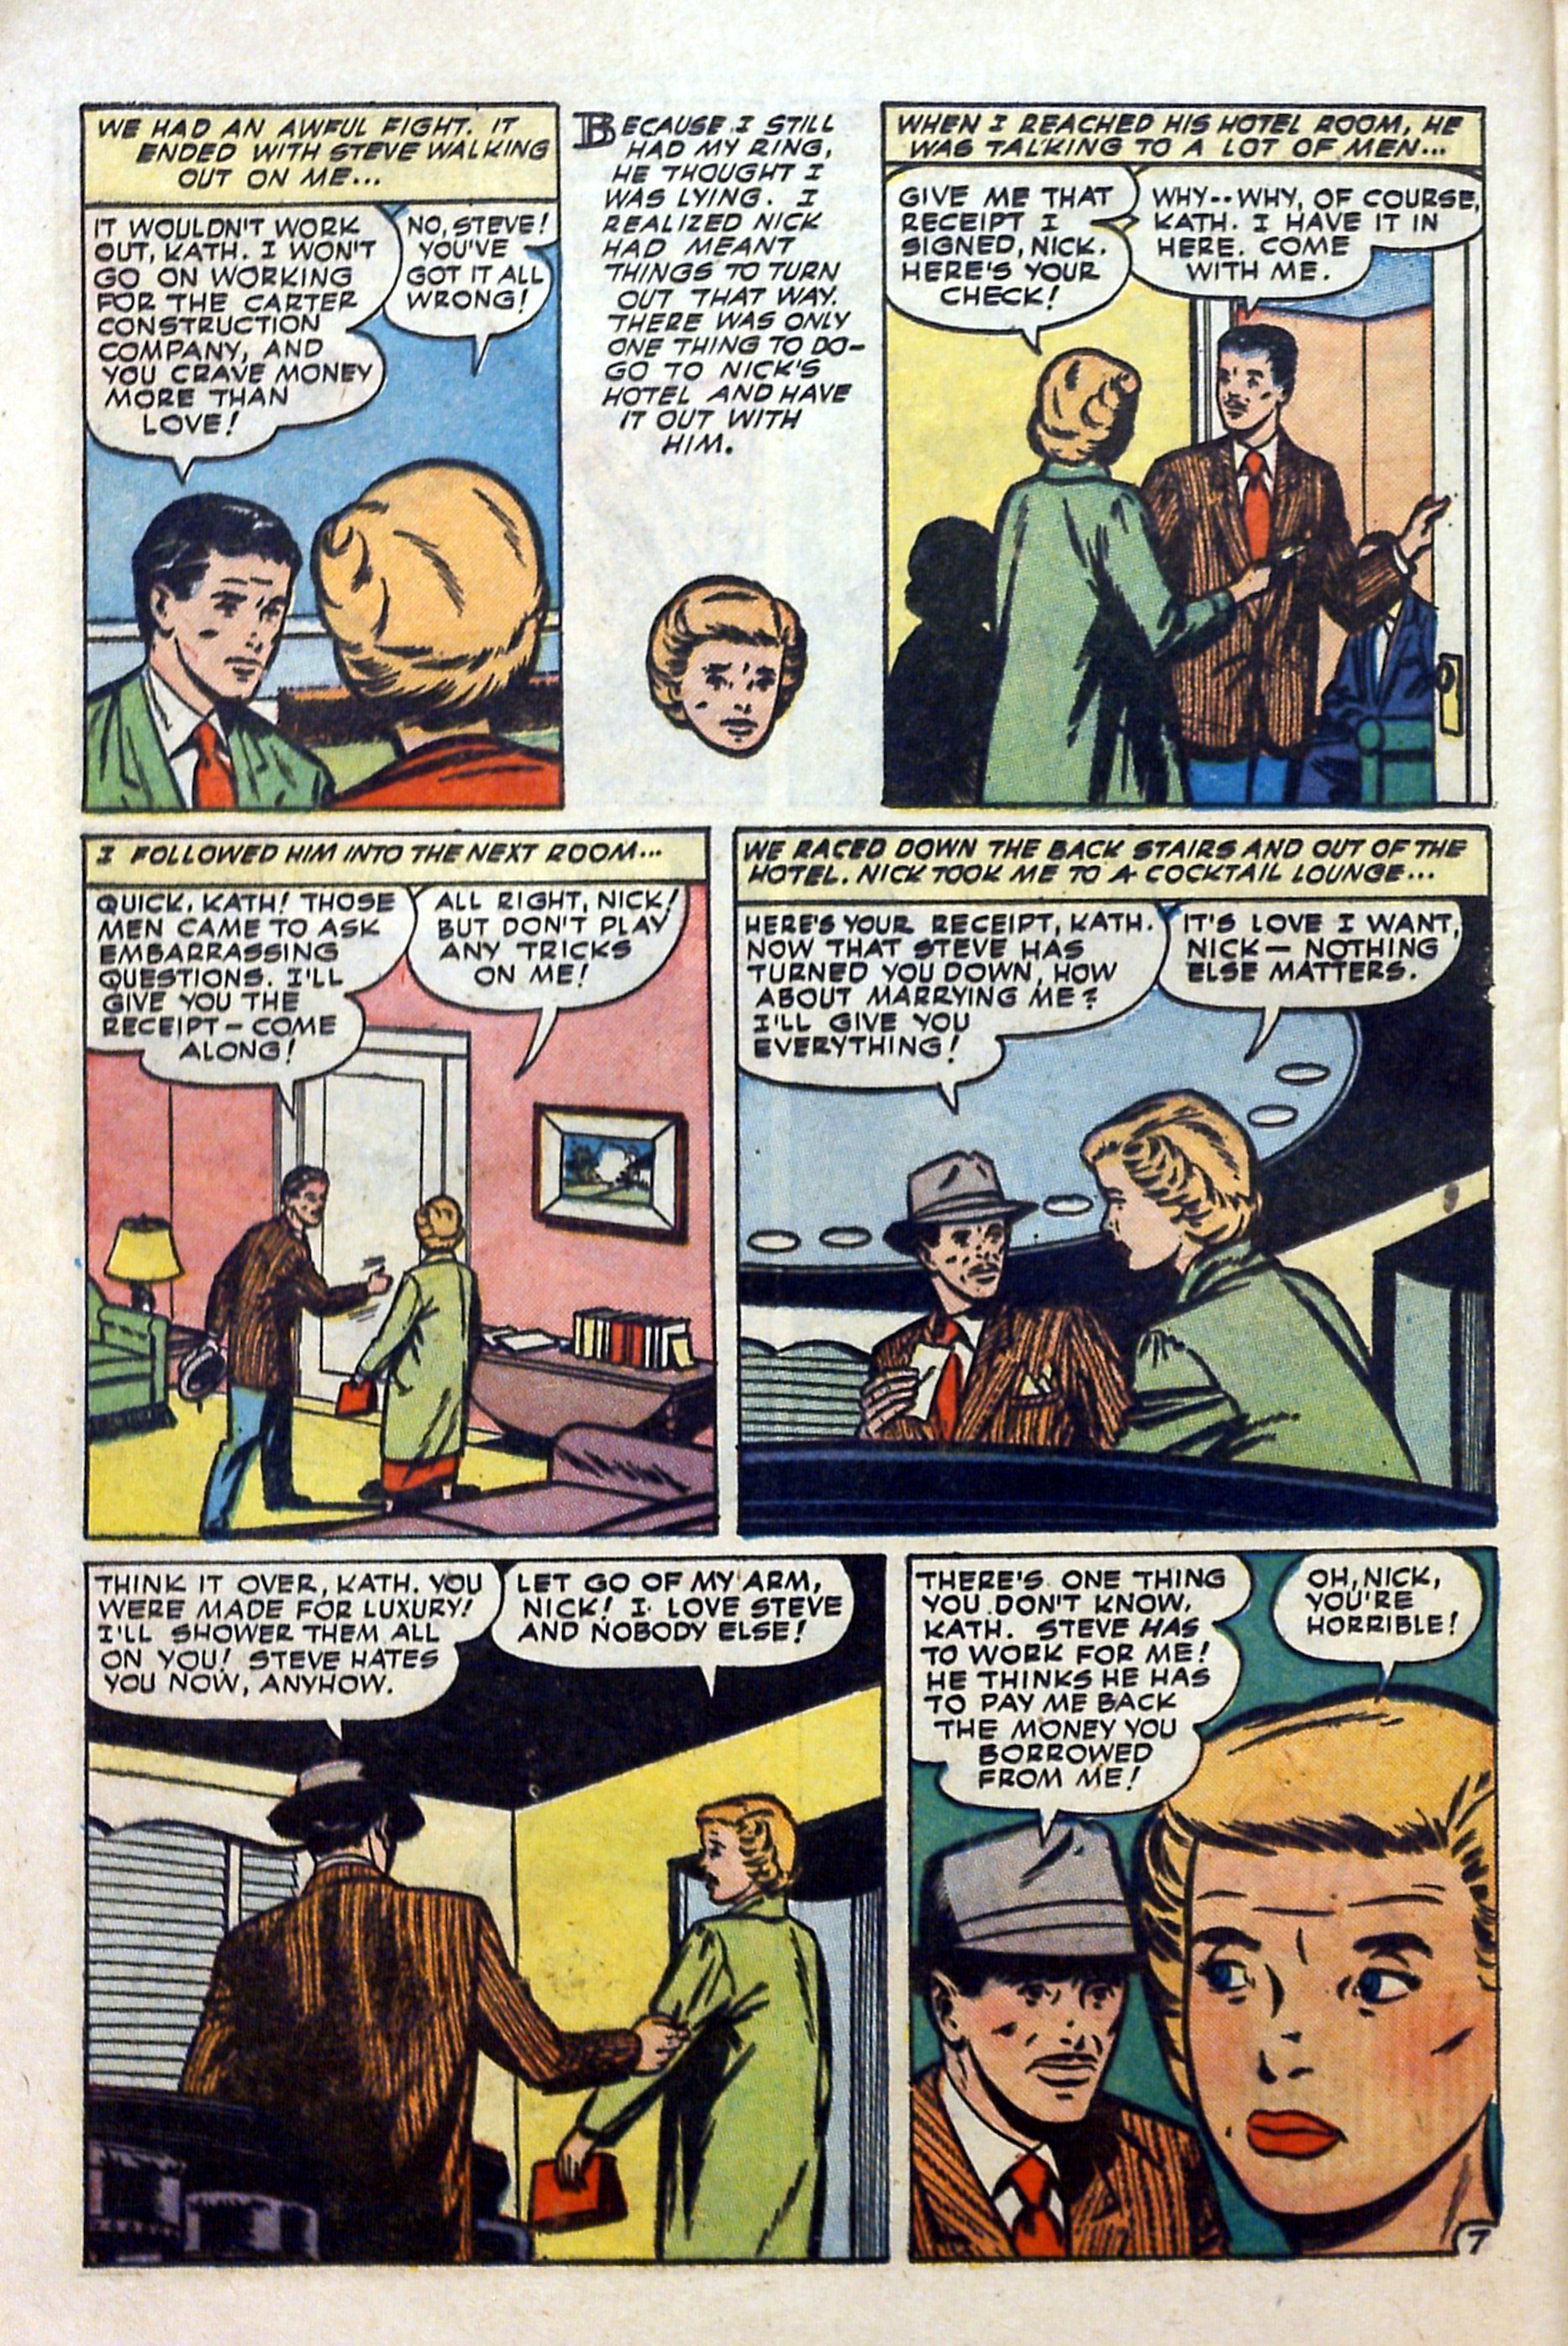 WE HAD AN AWFUL FIGHT. IT
ENDED WITH STEVE WALKING
OUT ON ME...
IT WOULDN'T WORK
OUT, KATH. I WON'T
GO ON WORKING
FOR THE CARTER
CONSTRUCTION
COMPANY, AND
YOU CRAVE MONEY
MORE THAN
LOVE!
NO, STEVE!
YOU'VE
GOT IT ALL
WRONG!
BECAUSE I STILL
HAD MY RING,
HE THOUGHT I
WAS LYING. I
REALIZED NICK
HAD MEANT
THINGS TO TURN
OUT THAT WAY.
THERE WAS ONLY
ONE THING TO DO-
GO TO NICK'S
HOTEL AND HAVE
IT OUT WITH
HIM.
WHEN I REACHED HIS HOTEL ROOM, HE
WAS TALKING TO A LOT OF MEN...
GIVE ME THAT
RECEIPT I
SIGNED, NICK.
HERE'S YOUR
CHECK!
WHY--WHY, OF COURSE,
KATH. I HAVE IT IN
HERE. COME
WITH ME.
I FOLLOWED HIM INTO THE NEXT ROOM...
QUICK, KATH! THOSE
MEN CAME TO ASK
EMBARRASSING
QUESTIONS. I'LL
GIVE YOU THE
RECEIPT- COME
ALONG!
ALL RIGHT, NICK!
BUT DON'T PLAY
ANY TRICKS
ON ME!
WE RACED DOWN THE BACK STAIRS AND OUT OF THE
HOTEL. NICK TOOK ME TO A COCKTAIL LOUNGE...
HERE'S YOUR RECEIPT, KATH.
NOW THAT STEVE HAS
TURNED YOU DOWN, HOW
ABOUT MARRYING ME?
I'LL GIVE YOU
EVERYTHING!
IT'S LOVE I WANT,
NICK- NOTHING
ELSE MATTERS.
THINK IT OVER, KATH. YOU
WERE MADE FOR LUXURY!
I'LL SHOWER THEM ALL
ON YOU! STEVE HATES
YOU NOW, ANYHOW.
LET GO OF MY ARM,
NICK! I LOVE STEVE
AND NOBODY ELSE!
THERE'S ONE THING
YOU DON'T KNOW,
KATH. STEVE HAS
TO WORK FOR ME!
HE THINKS HE HAS
TO PAY ME BACK
THE MONEY YOU
BORROWED
FROM ME!
OH, NICK,
YOU'RE
HORRIBLE!
7